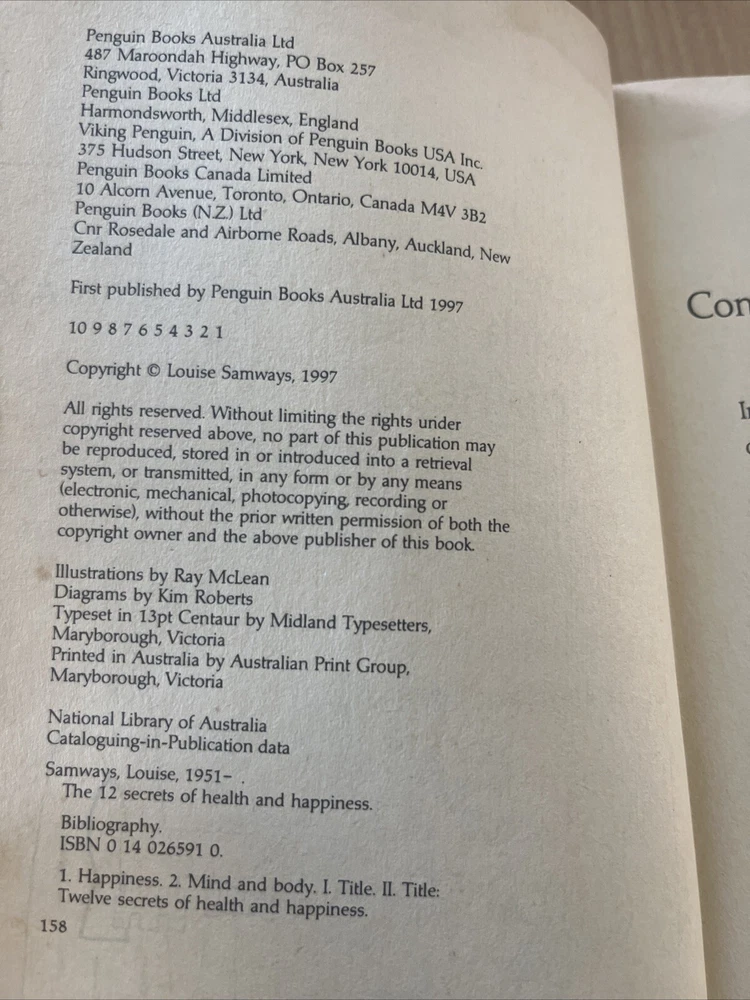 Penguin Books Australia Ltd
487 Maroondah Highway, PO Box 257
Ringwood, Victoria 3134, Australia
Penguin Books Ltd
Harmondsworth, Middlesex, England
Viking Penguin, A Division of Penguin Books USA Inc.
375 Hudson Street, New York, New York 10014, USA
Penguin Books Canada Limited
10 Alcorn Avenue, Toronto, Ontario, Canada M4V 3B2
Penguin Books (N.Z.) Ltd
Cnr Rosedale and Airborne Roads, Albany, Auckland, New
Zealand
First published by Penguin Books Australia Ltd 1997
10 9 8 7 6 5 4 3 2 1
Copyright © Louise Samways, 1997
All rights reserved. Without limiting the rights under
copyright reserved above, no part of this publication may
be reproduced, stored in or introduced into a retrieval
system, or transmitted, in any form or by any means
(electronic, mechanical, photocopying, recording or
otherwise), without the prior written permission of both the
copyright owner and the above publisher of this book.
Illustrations by Ray McLean
Diagrams by Kim Roberts
Typeset in 13pt Centaur by Midland Typesetters,
Maryborough, Victoria
Printed in Australia by Australian Print Group,
Maryborough, Victoria
National Library of Australia
Cataloguing-in-Publication data
Samways, Louise, 1951– .
The 12 secrets of health and happiness.
Bibliography.
ISBN 0 14 026591 0.
1. Happiness. 2. Mind and body. I. Title. II. Title:
Twelve secrets of health and happiness.
158
Con